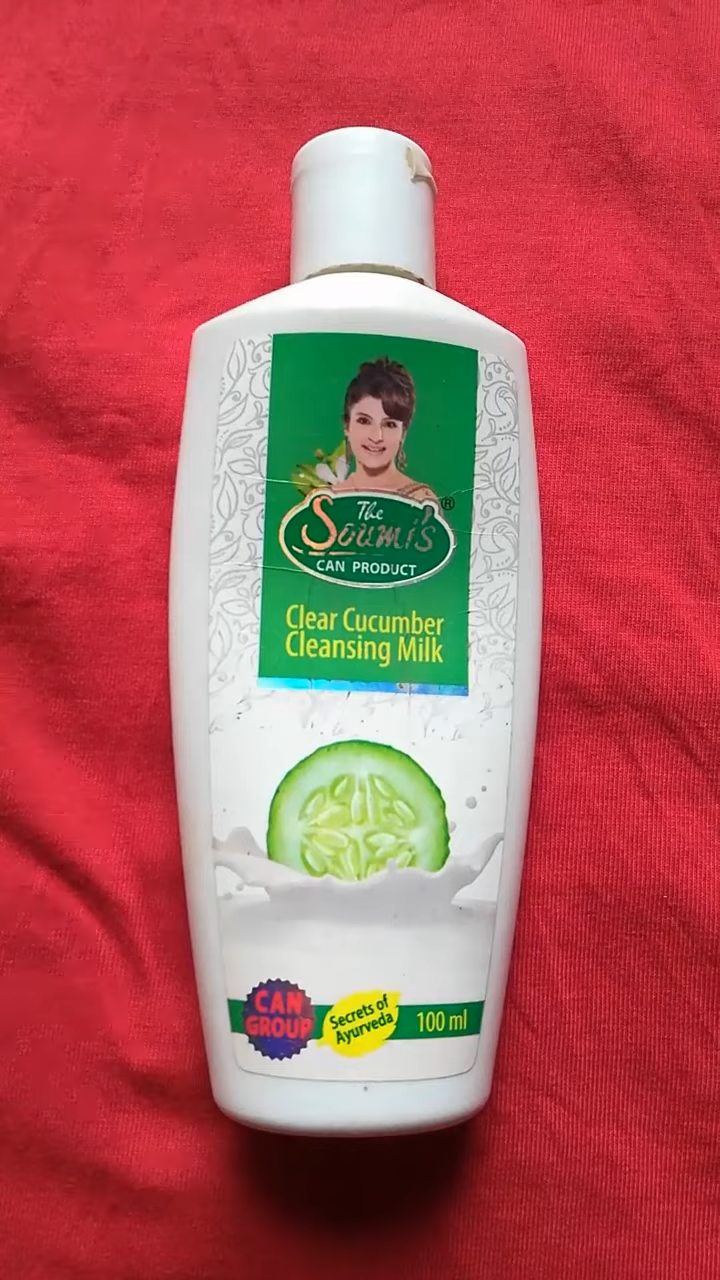 The
Soumi's ®
CAN PRODUCT
Clear Cucumber
Cleansing Milk
CAN
GROUP
Secrets of
Ayurveda
100 ml